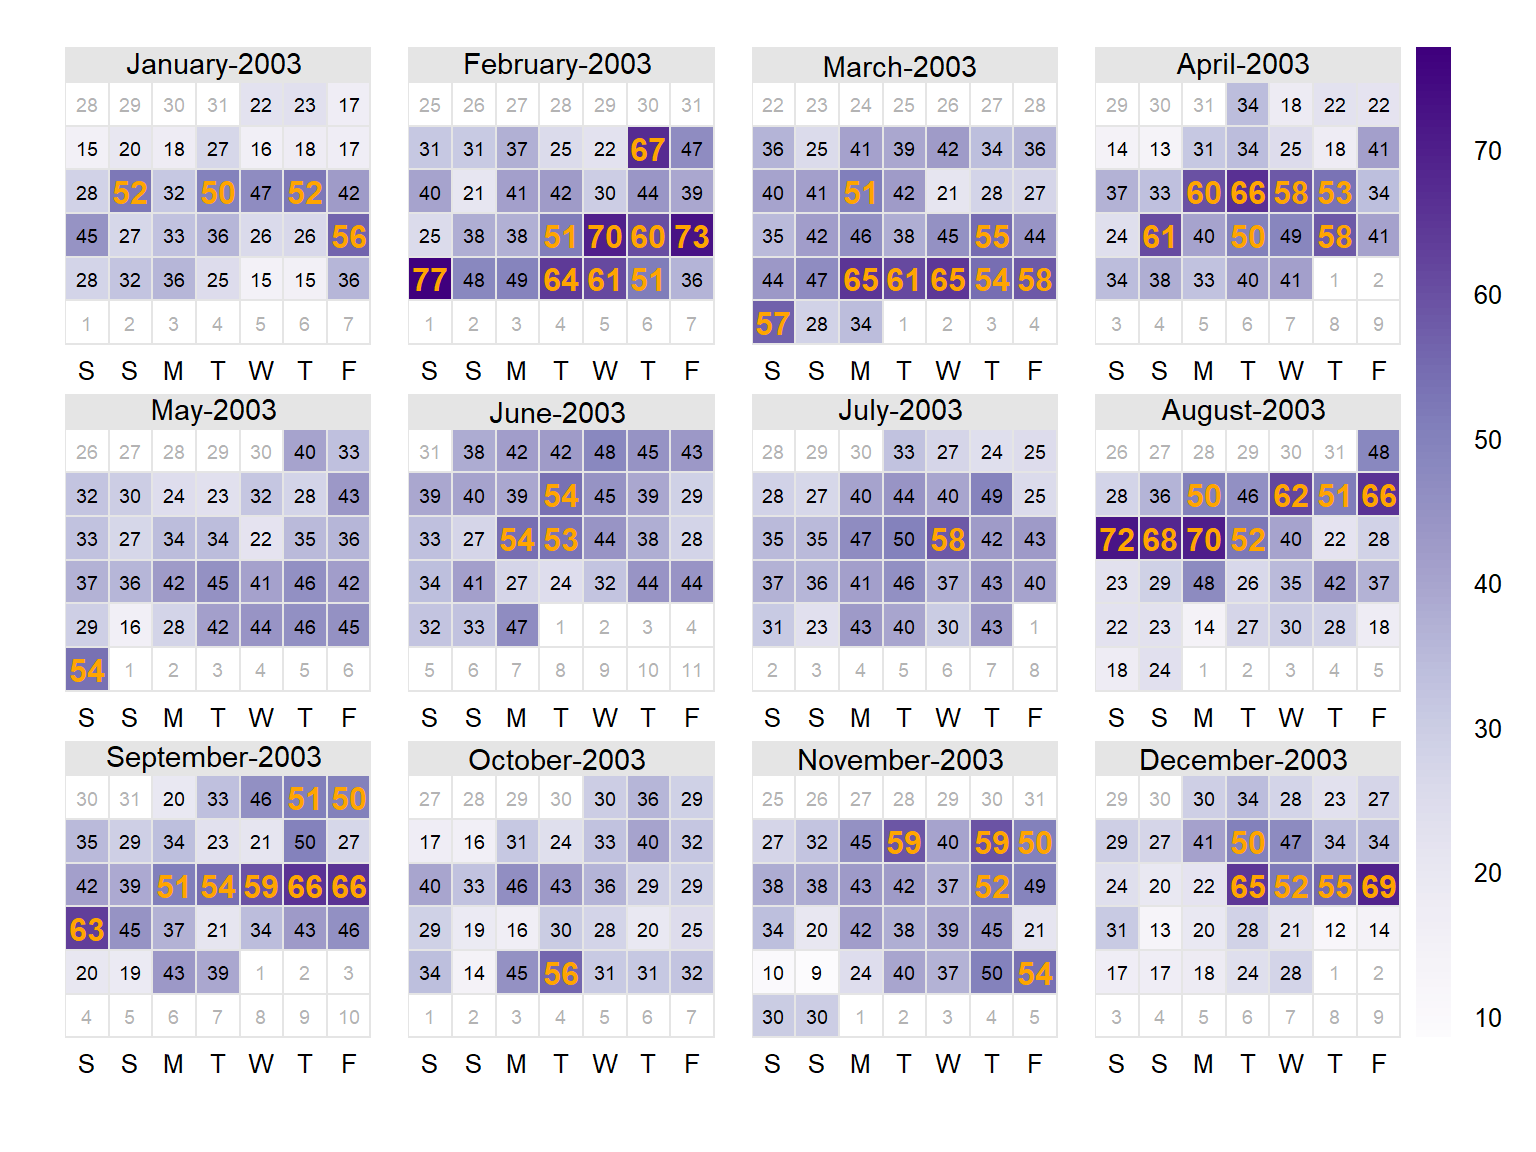 January-2003 February-2003 March-2003 April-2003
28 29 30 31 22 23 17 25 26 27 28 29 30 31 22 23 24 25 26 27 28 29 30 31 34 18 22 22
15 20 18 27 16 18 17 31 31 37 25 22 67 47 36 25 41 39 42 34 36 14 13 31 34 25 18 41 70
28 52 32 50 47 52 42 40 21 41 42 30 44 39 40 41 51 42 21 28 27 37 33 60 66 58 53 34
45 27 33 36 26 26 56 25 38 38 51 70 60 73 35 42 46 38 45 55 44 24 61 40 50 49 58 41
28 32 36 25 15 15 36 77 48 49 64 61 51 36 44 47 65 61 65 54 58 34 38 33 40 41 1 2 60
1 2 3 4 5 6 7 1 2 3 4 5 6 7 57 28 34 1 2 3 4 3 4 5 6 7 8 9
S S M T W T F S S M T W T F S S M T W T F S S M T W T F
May-2003 June-2003 July-2003 August-2003
26 27 28 29 30 40 33 31 38 42 42 48 45 43 28 29 30 33 27 24 25 26 27 28 29 30 31 48 50
32 30 24 23 32 28 43 39 40 39 54 45 39 29 28 27 40 44 40 49 25 28 36 50 46 62 51 66
33 27 34 34 22 35 36 33 27 54 53 44 38 28 35 35 47 50 58 42 43 72 68 70 52 40 22 28
37 36 42 45 41 46 42 34 41 27 24 32 44 44 37 36 41 46 37 43 40 23 29 48 26 35 42 37 40
29 16 28 42 44 46 45 32 33 47 1 2 3 4 31 23 43 40 30 43 1 22 23 14 27 30 28 18
54 1 2 3 4 5 6 5 6 7 8 9 10 11 2 3 4 5 6 7 8 18 24 1 2 3 4 5
S S M T W T F S S M T W T F S S M T W T F S S M T W T F 30
September-2003 October-2003 November-2003 December-2003
30 31 20 33 46 51 50 27 28 29 30 30 36 29 25 26 27 28 29 30 31 29 30 30 34 28 23 27
35 29 34 23 21 50 27 17 16 31 24 33 40 32 27 32 45 59 40 59 50 29 27 41 50 47 34 34
42 39 51 54 59 66 66 40 33 46 43 36 29 29 38 38 43 42 37 52 49 24 20 22 65 52 55 69 20
63 45 37 21 34 43 46 29 19 16 30 28 20 25 34 20 42 38 39 45 21 31 13 20 28 21 12 14
20 19 43 39 1 2 3 34 14 45 56 31 31 32 10 9 24 40 37 50 54 17 17 18 24 28 1 2
4 5 6 7 8 9 10 1 2 3 4 5 6 7 30 30 1 2 3 4 5 3 4 5 6 7 8 9 10
S S M T W T F S S M T W T F S S M T W T F S S M T W T F